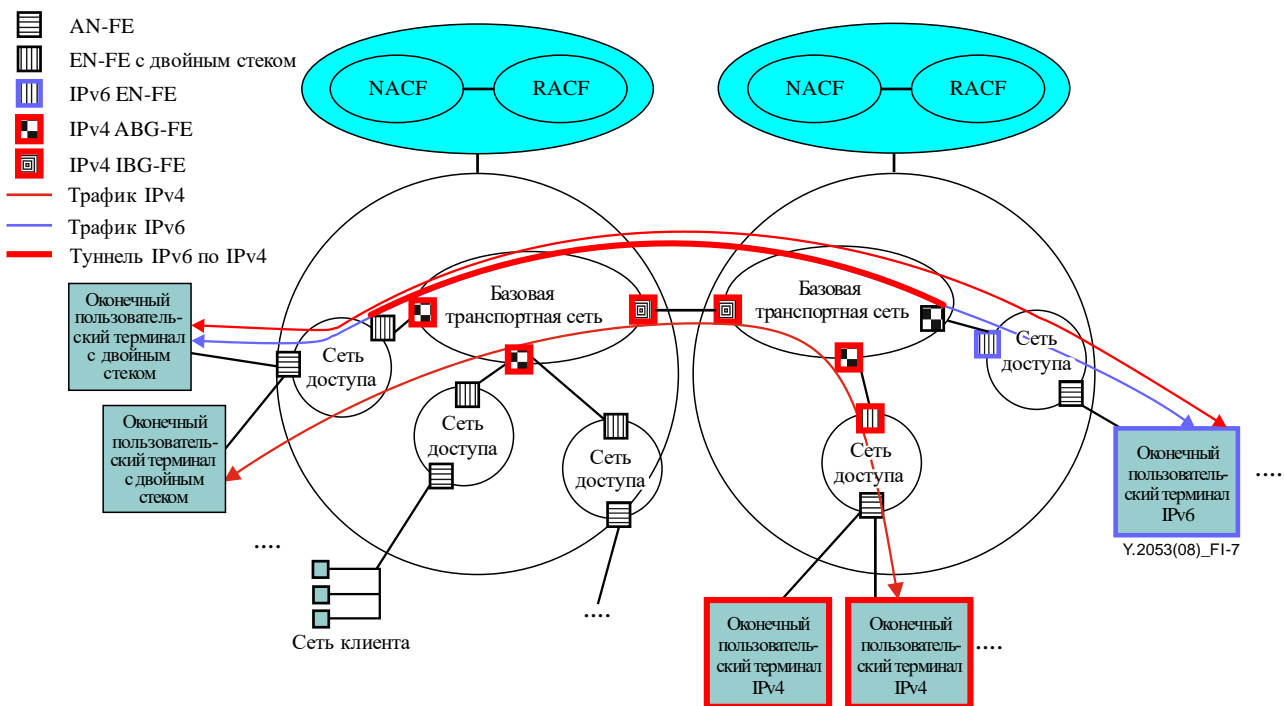 AN-FE
EN-FE с двойным стеком
IPv6 EN-FE
IPv4 ABG-FE
IPv4 IBG-FE
Трафик IPv4
Трафик IPv6
Туннель IPv6 по IPv4
NACF
RACF
NACF
RACF
Оконечный
пользователь-
ский терминал
с двойным
стеком
Оконечный
пользователь-
ский терминал
с двойным
стеком
Базовая
транспортная сеть
Базовая
транспортная сеть
Сеть
доступа
Сеть
доступа
Сеть
доступа
Сеть
доступа
Сеть
доступа
Оконечный
пользователь-
ский терминал
IPv6
....
Y.2053(08)_FI-7
....
Сеть клиента
....
Оконечный
пользователь-
ский терминал
IPv4
Оконечный
пользователь-
ский терминал
IPv4
....